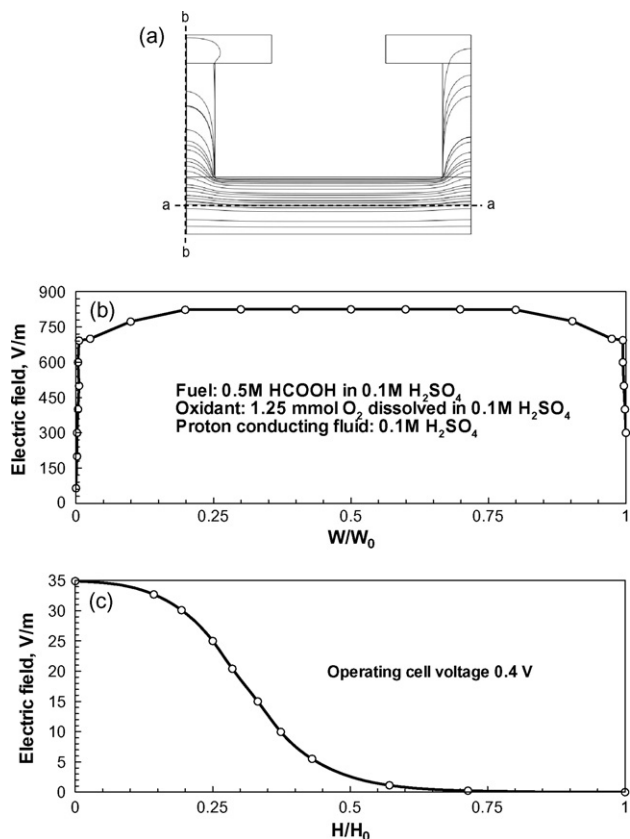 b
(a)
a
a
b
900
750
600
450
300
150
0
Electric field, V/m
(b)
Fuel: 0.5M HCOOH in 0.1M H₂SO₄
Oxidant: 1.25 mmol O₂ dissolved in 0.1M H₂SO₄
Proton conducting fluid: 0.1M H₂SO₄
0
0.25
0.5
0.75
1
W/W₀
35
30
25
20
15
10
5
0
Electric field, V/m
(c)
Operating cell voltage 0.4 V
0
0.25
0.5
0.75
1
H/H₀